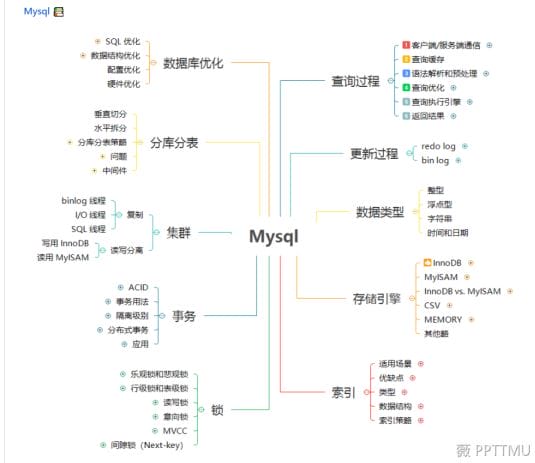 Mysql
SQL 优化
数据结构优化
配置优化
硬件优化
数据库优化
垂直切分
水平拆分
分库分表策略
问题
中间件
分库分表
binlog 线程
I/O 线程
SQL 线程
复制
写用 InnoDB
读用 MyISAM
读写分离
集群
ACID
事务用法
隔离级别
分布式事务
应用
事务
乐观锁和悲观锁
行级锁和表级锁
读写锁
意向锁
MVCC
间隙锁（Next-key）
锁
Mysql
查询过程
1 客户端/服务端通信
2 查询缓存
3 语法解析和预处理
4 查询优化
5 查询执行引擎
6 返回结果
更新过程
redo log
bin log
数据类型
整型
浮点型
字符串
时间和日期
存储引擎
InnoDB
MyISAM
InnoDB vs. MyISAM
CSV
MEMORY
索引
适用场景
优缺点
类型
数据结构
索引策略
薇 PPTTMU